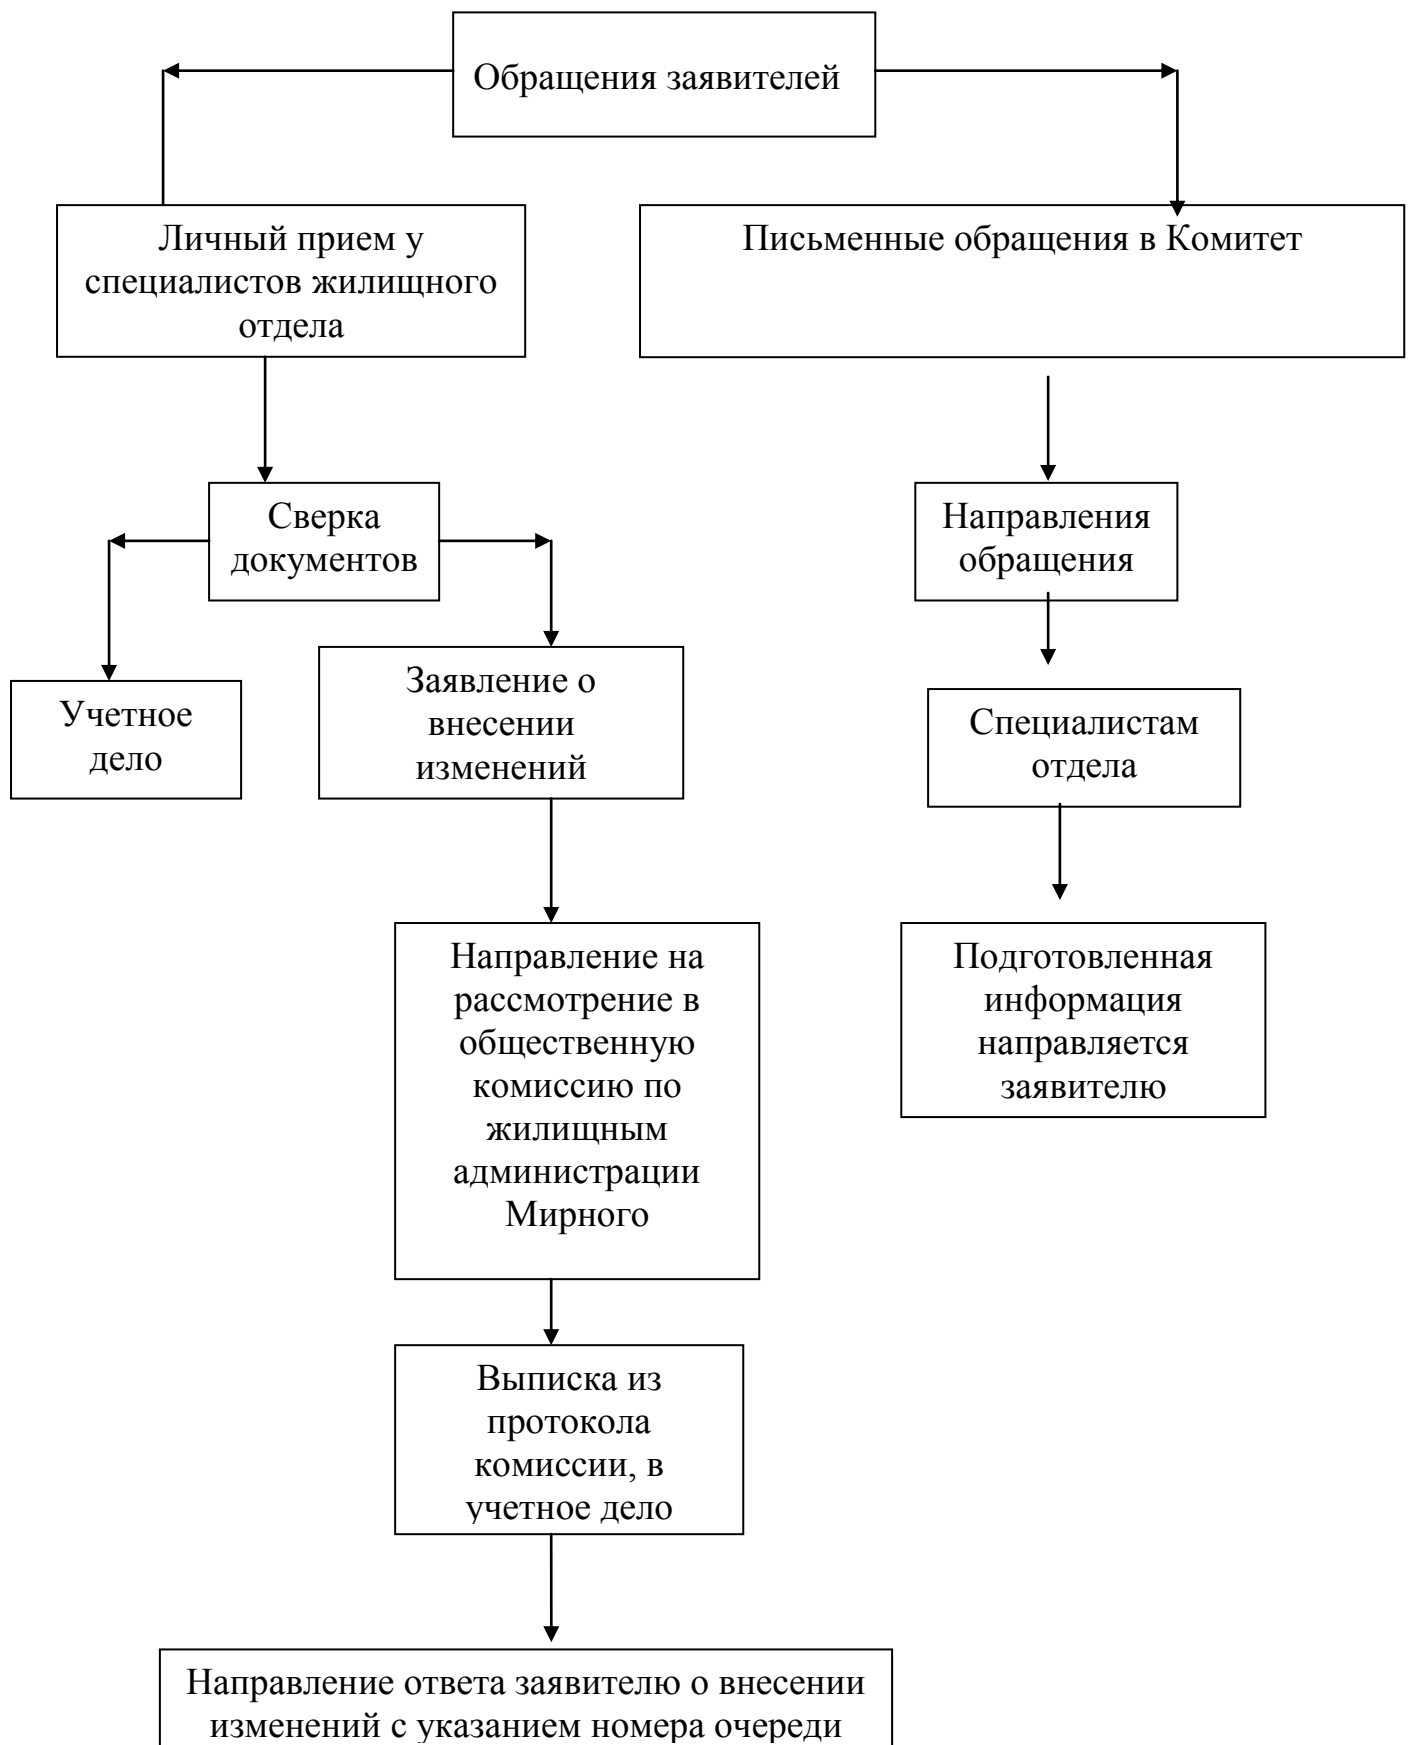 Обращения заявителей
Личный прием у
специалистов жилищного
отдела
Письменные обращения в Комитет
Сверка
документов
Направления
обращения
Учетное
дело
Заявление о
внесении
изменений
Специалистам
отдела
Направление на
рассмотрение в
общественную
комиссию по
жилищным
администрации
Мирного
Подготовленная
информация
направляется
заявителю
Выписка из
протокола
комиссии, в
учетное дело
Направление ответа заявителю о внесении
изменений с указанием номера очереди